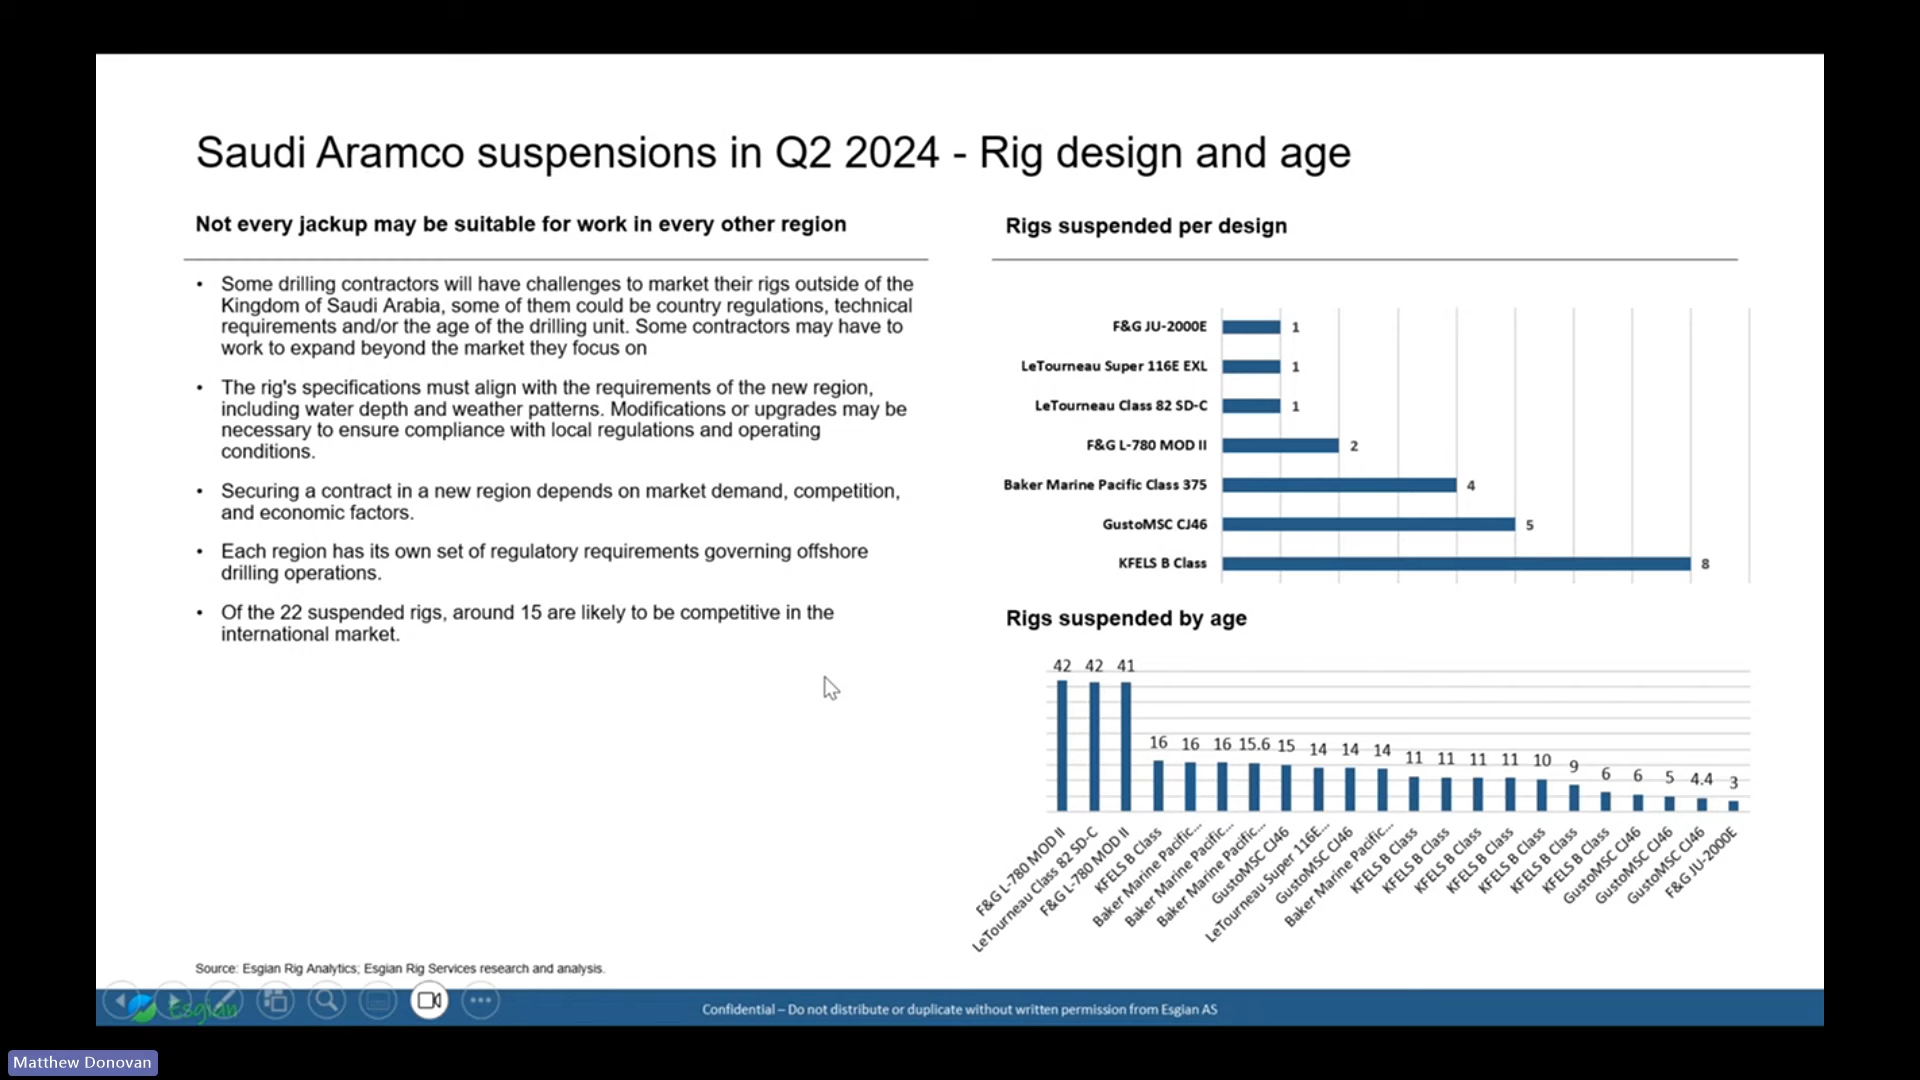 Saudi Aramco suspensions in Q2 2024 - Rig design and age
Not every jackup may be suitable for work in every other region
• Some drilling contractors will have challenges to market their rigs outside of the
Kingdom of Saudi Arabia, some of them could be country regulations, technical
requirements and/or the age of the drilling unit. Some contractors may have to
work to expand beyond the market they focus on
• The rig's specifications must align with the requirements of the new region,
including water depth and weather patterns. Modifications or upgrades may be
necessary to ensure compliance with local regulations and operating
conditions.
• Securing a contract in a new region depends on market demand, competition,
and economic factors.
• Each region has its own set of regulatory requirements governing offshore
drilling operations.
• Of the 22 suspended rigs, around 15 are likely to be competitive in the
international market.
Rigs suspended per design
F&G JU-2000E 1
LeTourneau Super 116E EXL 1
LeTourneau Class 82 SD-C 1
F&G L-780 MOD II 2
Baker Marine Pacific Class 375 4
GustoMSC CJ46 5
KFELS B Class 8
Rigs suspended by age
42 42 41 16 16 16 15.6 15 14 14 14 11 11 11 11 10 9 6 6 5 4.4 3
F&G L-780 MOD II
LeTourneau Class 82 SD-C
F&G L-780 MOD II
KFELS B Class
Baker Marine Pacific...
Baker Marine Pacific...
Baker Marine Pacific...
GustoMSC CJ46
LeTourneau Super 116E...
GustoMSC CJ46
Baker Marine Pacific...
KFELS B Class
KFELS B Class
KFELS B Class
KFELS B Class
KFELS B Class
KFELS B Class
KFELS B Class
GustoMSC CJ46
GustoMSC CJ46
GustoMSC CJ46
F&G JU-2000E
Source: Esgian Rig Analytics; Esgian Rig Services research and analysis.
Esgian
Confidential – Do not distribute or duplicate without written permission from Esgian AS
Matthew Donovan